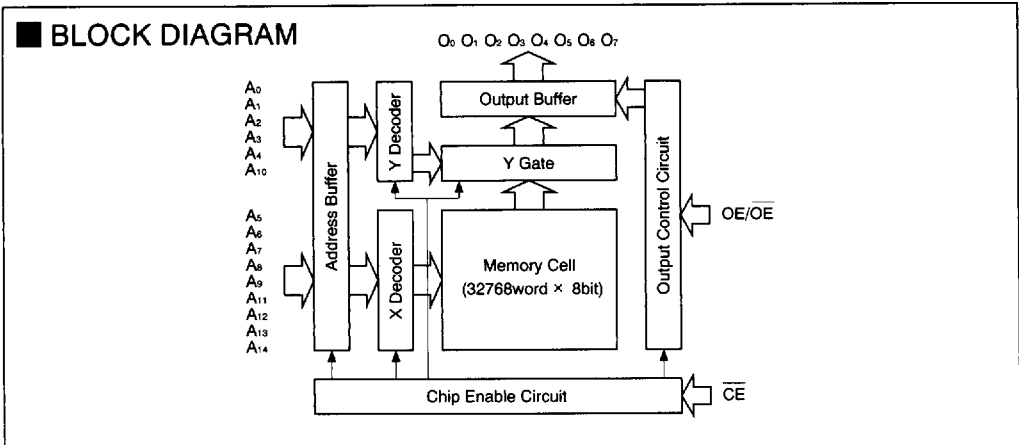 ■ BLOCK DIAGRAM
O₀ O₁ O₂ O₃ O₄ O₅ O₆ O₇
A₀
A₁
A₂
A₃
A₄
A₁₀
A₅
A₆
A₇
A₈
A₉
A₁₁
A₁₂
A₁₃
A₁₄
Address Buffer
Y Decoder
X Decoder
Output Buffer
Y Gate
Memory Cell
(32768word × 8bit)
Output Control Circuit
OE/O̅E̅
Chip Enable Circuit
C̅E̅